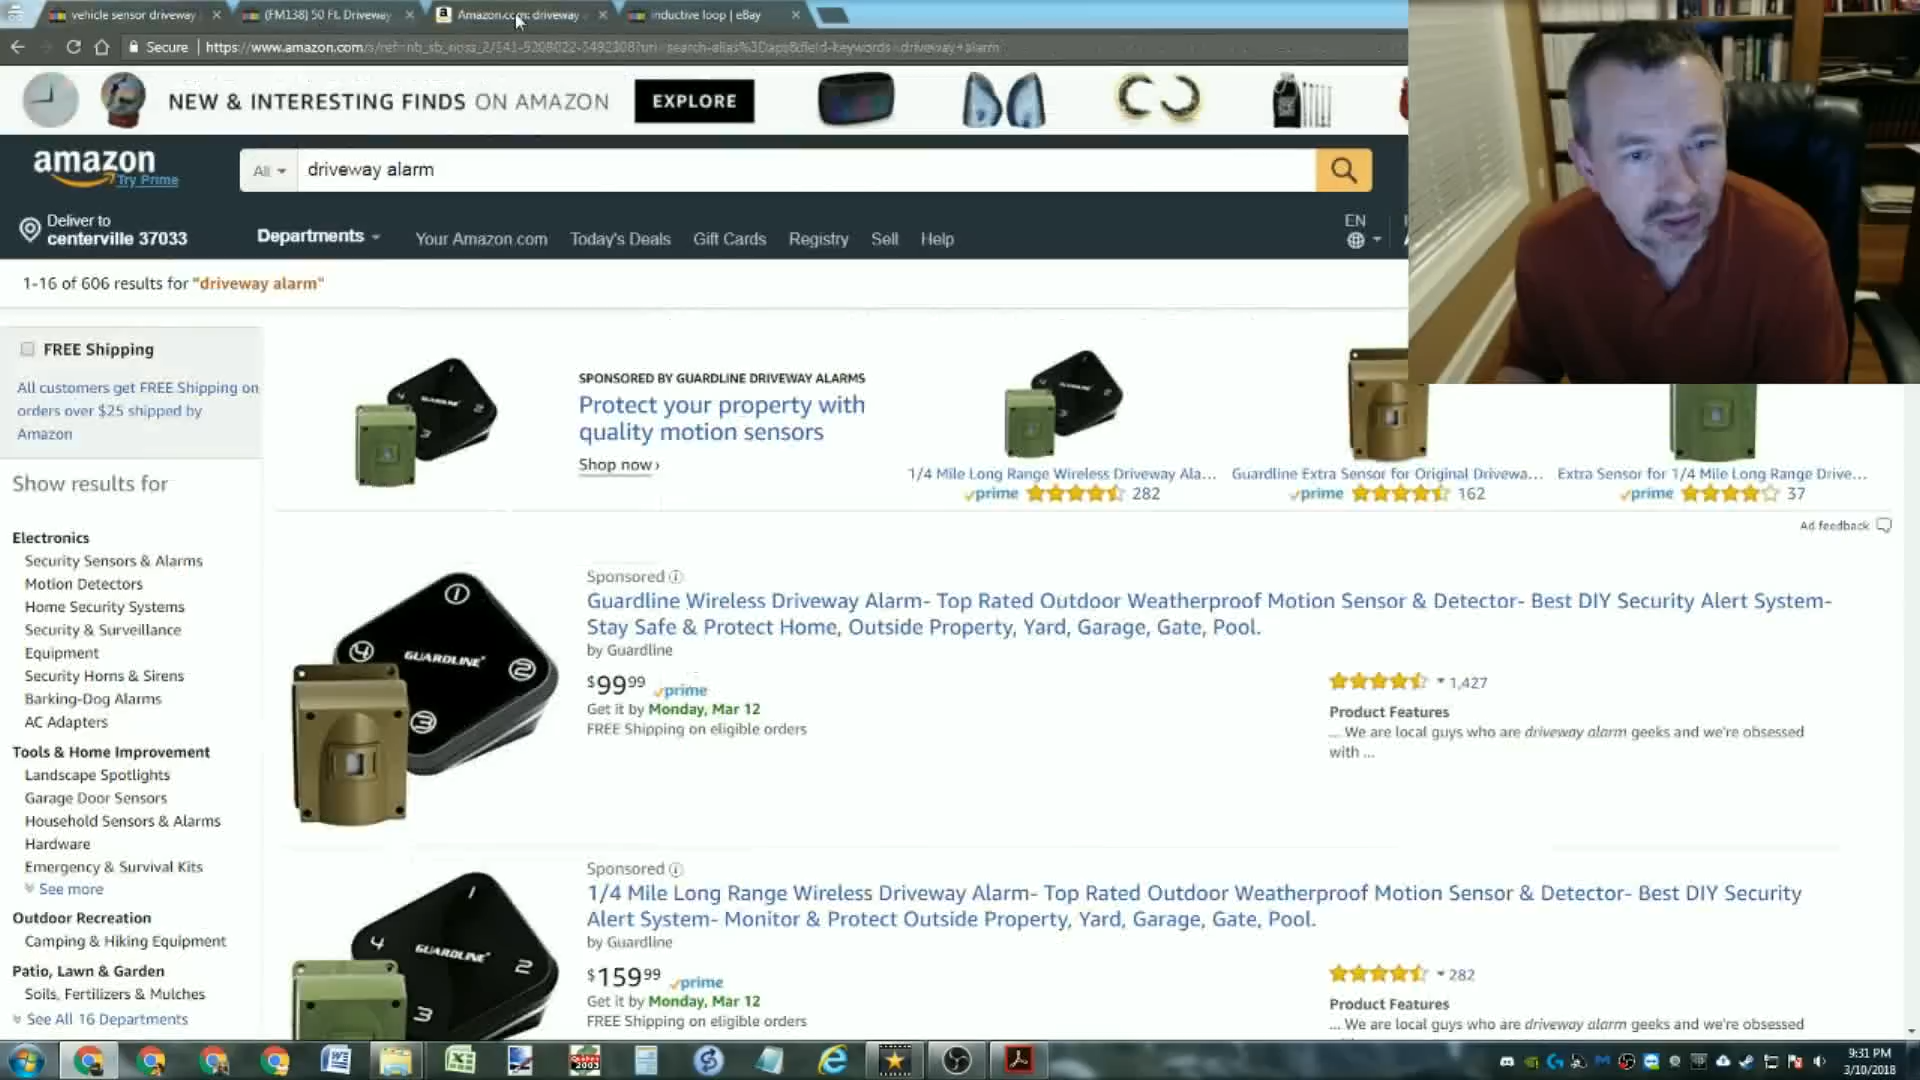 vehicle sensor driveway
(FM138) 50 Ft. Driveway
Amazon.com: driveway
inductive loop | eBay
Secure
NEW & INTERESTING FINDS ON AMAZON
EXPLORE
amazon
Try Prime
All
driveway alarm
Deliver to
centerville 37033
Departments
Your Amazon.com
Today's Deals
Gift Cards
Registry
Sell
Help
EN
1-16 of 606 results for "driveway alarm"
FREE Shipping
All customers get FREE Shipping on
orders over $25 shipped by
Amazon
Show results for
Electronics
Security Sensors & Alarms
Motion Detectors
Home Security Systems
Security & Surveillance
Equipment
Security Horns & Sirens
Barking-Dog Alarms
AC Adapters
Tools & Home Improvement
Landscape Spotlights
Garage Door Sensors
Household Sensors & Alarms
Hardware
Emergency & Survival Kits
See more
Outdoor Recreation
Camping & Hiking Equipment
Patio, Lawn & Garden
Soils, Fertilizers & Mulches
See All 16 Departments
SPONSORED BY GUARDLINE DRIVEWAY ALARMS
Protect your property with
quality motion sensors
Shop now ›
1/4 Mile Long Range Wireless Driveway Ala...
prime 282
Guardline Extra Sensor for Original Drivewa...
prime 162
Extra Sensor for 1/4 Mile Long Range Drive...
prime 37
Ad feedback
1
4
GUARDLINE
2
3
Sponsored
Guardline Wireless Driveway Alarm- Top Rated Outdoor Weatherproof Motion Sensor & Detector- Best DIY Security Alert System-
Stay Safe & Protect Home, Outside Property, Yard, Garage, Gate, Pool.
by Guardline
$99 99 prime
Get it by Monday, Mar 12
FREE Shipping on eligible orders
1,427
Product Features
... We are local guys who are driveway alarm geeks and we're obsessed
with ...
1
4
GUARDLINE
2
3
Sponsored
1/4 Mile Long Range Wireless Driveway Alarm- Top Rated Outdoor Weatherproof Motion Sensor & Detector- Best DIY Security
Alert System- Monitor & Protect Outside Property, Yard, Garage, Gate, Pool.
by Guardline
$159 99 prime
Get it by Monday, Mar 12
FREE Shipping on eligible orders
282
Product Features
... We are local guys who are driveway alarm geeks and we're obsessed
9:31 PM
3/10/2018